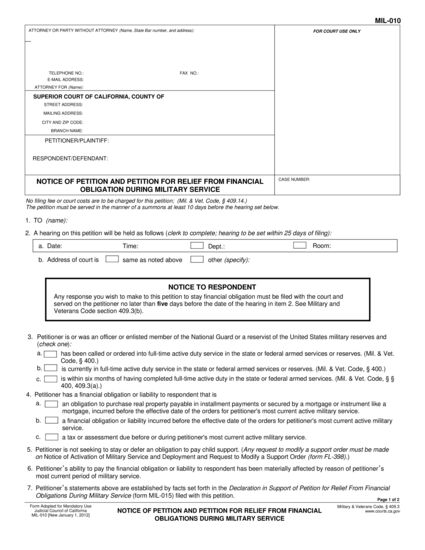 MIL-010
ATTORNEY OR PARTY WITHOUT ATTORNEY (Name, State Bar number, and address):
FOR COURT USE ONLY
TELEPHONE NO.: FAX NO.:
E-MAIL ADDRESS:
ATTORNEY FOR (Name):
SUPERIOR COURT OF CALIFORNIA, COUNTY OF
STREET ADDRESS:
MAILING ADDRESS:
CITY AND ZIP CODE:
BRANCH NAME:
PETITIONER/PLAINTIFF:
RESPONDENT/DEFENDANT:
NOTICE OF PETITION AND PETITION FOR RELIEF FROM FINANCIAL
OBLIGATION DURING MILITARY SERVICE
CASE NUMBER:
No filing fee or court costs are to be charged for this petition; (Mil. & Vet. Code, § 409.14.)
The petition must be served in the manner of a summons at least 10 days before the hearing set below.
1. TO (name):
2. A hearing on this petition will be held as follows (clerk to complete; hearing to be set within 25 days of filing):
a. Date: Time: Dept.: Room:
b. Address of court is same as noted above other (specify):
NOTICE TO RESPONDENT
Any response you wish to make to this petition to stay financial obligation must be filed with the court and
served on the petitioner no later than five days before the date of the hearing in item 2. See Military and
Veterans Code section 409.3(b).
3. Petitioner is or was an officer or enlisted member of the National Guard or a reservist of the United States military reserves and
(check one):
a. has been called or ordered into full-time active duty service in the state or federal armed services or reserves. (Mil. & Vet.
Code, § 400.)
b. is currently in full-time active duty service in the state or federal armed services or reserves. (Mil. & Vet. Code, § 400.)
c. is within six months of having completed full-time active duty service in the state or federal armed services. (Mil. & Vet. Code, § §
400, 409.3(a).)
4. Petitioner has a financial obligation or liability to respondent that is
a. an obligation to purchase real property payable in installment payments or secured by a mortgage or instrument like a
mortgage, incurred before the effective date of the orders for petitioner's most current active military service.
b. a financial obligation or liability incurred before the effective date of the orders for petitioner's most current active military
service.
c. a tax or assessment due before or during petitioner's most current active military service.
5. Petitioner is not seeking to stay or defer an obligation to pay child support. (Any request to modify a support order must be made
on Notice of Activation of Military Service and Deployment and Request to Modify a Support Order (form FL-398).)
6. Petitioner's ability to pay the financial obligation or liability to respondent has been materially affected by reason of petitioner's
most current period of military service.
7. Petitioner's statements above are established by facts set forth in the Declaration in Support of Petition for Relief From Financial
Obligations During Military Service (form MIL-015) filed with this petition.
Page 1 of 2
Form Adopted for Mandatory Use
Judicial Council of California
MIL-010 [New January 1, 2012]
NOTICE OF PETITION AND PETITION FOR RELIEF FROM FINANCIAL
OBLIGATIONS DURING MILITARY SERVICE
Military & Veterans Code, § 409.3
www.courts.ca.gov